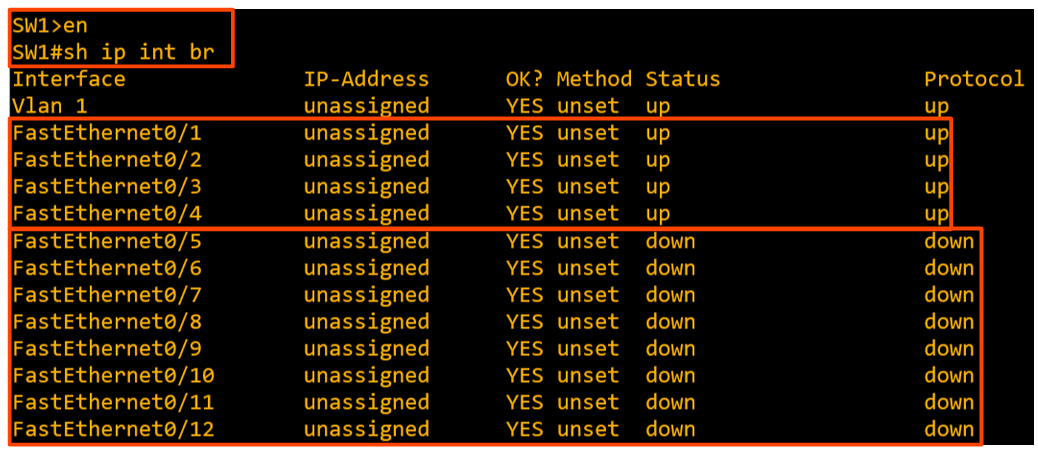 SW1>en
SW1#sh ip int br
Interface IP-Address OK? Method Status Protocol
Vlan 1 unassigned YES unset up up
FastEthernet0/1 unassigned YES unset up up
FastEthernet0/2 unassigned YES unset up up
FastEthernet0/3 unassigned YES unset up up
FastEthernet0/4 unassigned YES unset up up
FastEthernet0/5 unassigned YES unset down down
FastEthernet0/6 unassigned YES unset down down
FastEthernet0/7 unassigned YES unset down down
FastEthernet0/8 unassigned YES unset down down
FastEthernet0/9 unassigned YES unset down down
FastEthernet0/10 unassigned YES unset down down
FastEthernet0/11 unassigned YES unset down down
FastEthernet0/12 unassigned YES unset down down